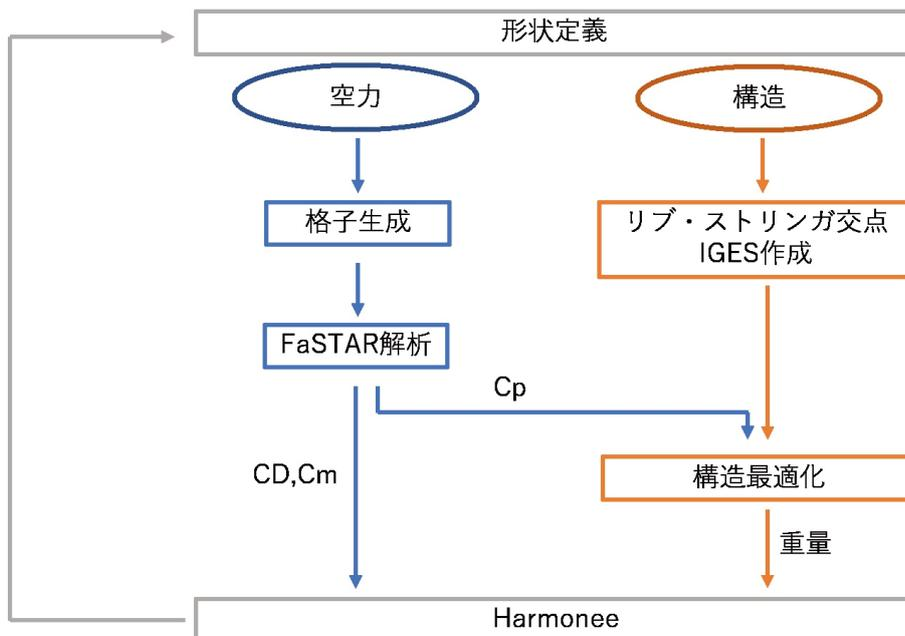 形状定義
空力
構造
格子生成
リブ・ストリンガ交点
IGES作成
FaSTAR解析
Cp
CD,Cm
構造最適化
重量
Harmonee